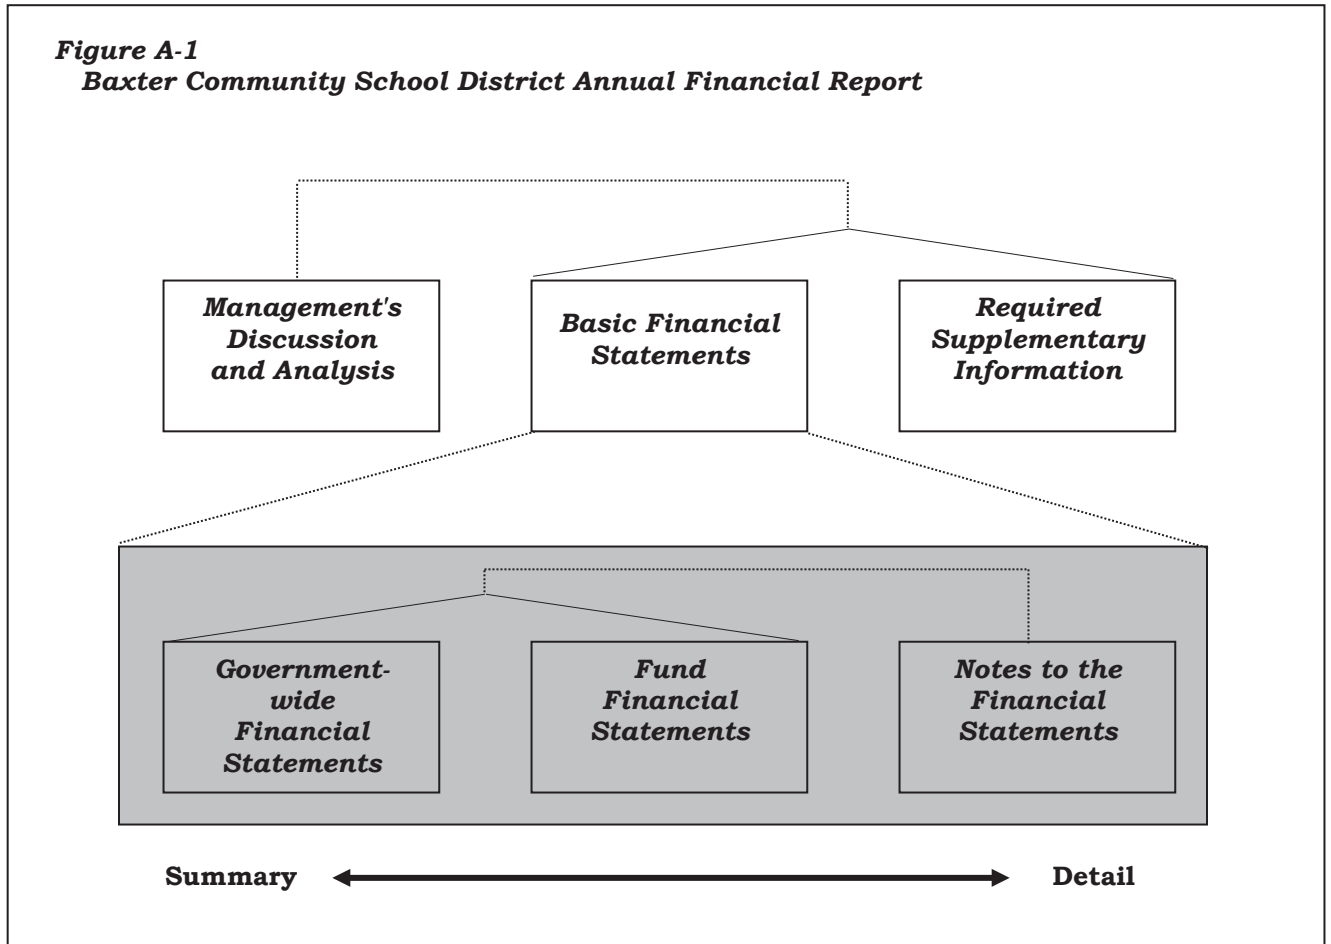 Figure A-1
Baxter Community School District Annual Financial Report
Management's
Discussion
and Analysis
Basic Financial
Statements
Required
Supplementary
Information
Government-
wide
Financial
Statements
Fund
Financial
Statements
Notes to the
Financial
Statements
Summary
Detail